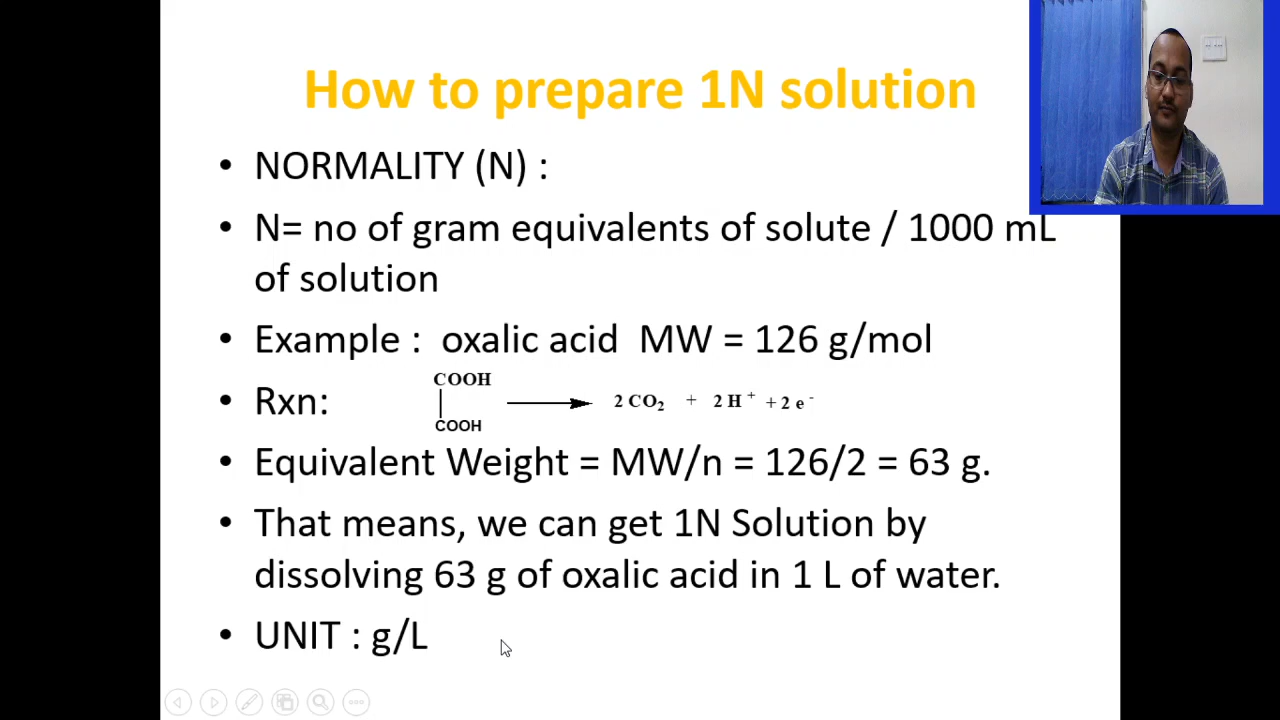 How to prepare 1N solution
• NORMALITY (N) :
• N= no of gram equivalents of solute / 1000 mL
of solution
• Example : oxalic acid MW = 126 g/mol
COOH
• Rxn: 2 CO₂ + 2 H⁺ + 2 e⁻
COOH
• Equivalent Weight = MW/n = 126/2 = 63 g.
• That means, we can get 1N Solution by
dissolving 63 g of oxalic acid in 1 L of water.
• UNIT : g/L